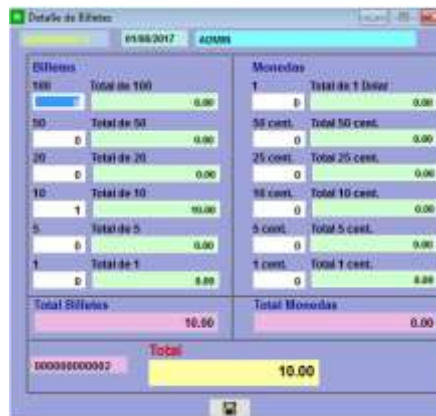 Detalle de Billetes
01/08/2017 ADMIN
Billetes
100 Total de 100
0 0.00
50 Total de 50
0 0.00
20 Total de 20
0 0.00
10 Total de 10
1 10.00
5 Total de 5
0 0.00
1 Total de 1
0 0.00
Total Billetes
10.00
Monedas
1 Total de 1 Dolar
0 0.00
50 cent. Total 50 cent.
0 0.00
25 cent. Total 25 cent.
0 0.00
10 cent. Total 10 cent.
0 0.00
5 cent. Total 5 cent.
0 0.00
1 cent. Total 1 cent.
0 0.00
Total Monedas
0.00
000000000002
Total
10.00